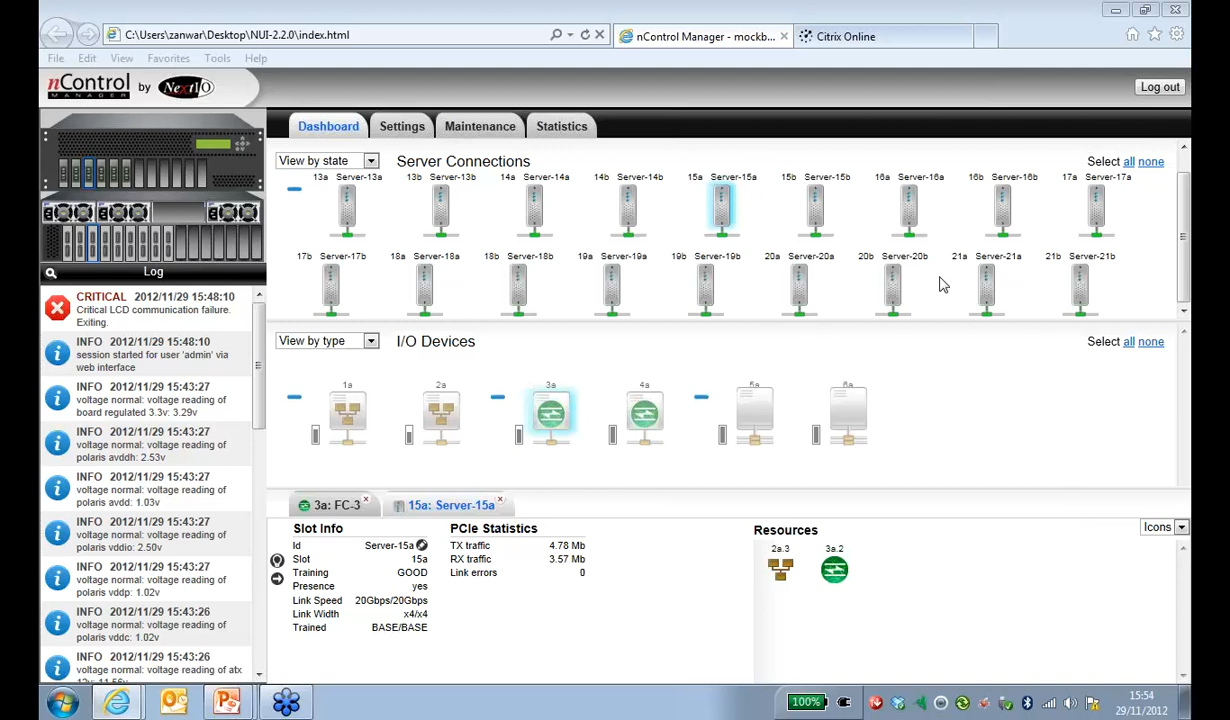 C:\Users\zanwar\Desktop\NUI-2.2.0\index.html
nControl Manager - mockb...
Citrix Online
File Edit View Favorites Tools Help
nControl MANAGER by NextIO
Log out
Dashboard Settings Maintenance Statistics
View by state Server Connections Select all none
13a Server-13a 13b Server-13b 14a Server-14a 14b Server-14b 15a Server-15a 15b Server-15b 16a Server-16a 16b Server-16b 17a Server-17a
17b Server-17b 18a Server-18a 18b Server-18b 19a Server-19a 19b Server-19b 20a Server-20a 20b Server-20b 21a Server-21a 21b Server-21b
View by type I/O Devices Select all none
1a 2a 3a 4a 5a 6a
Log
CRITICAL 2012/11/29 15:48:10
Critical LCD communication failure.
Exiting.
INFO 2012/11/29 15:48:10
session started for user 'admin' via
web interface
INFO 2012/11/29 15:43:27
voltage normal: voltage reading of
board regulated 3.3v: 3.29v
INFO 2012/11/29 15:43:27
voltage normal: voltage reading of
polaris avddh: 2.53v
INFO 2012/11/29 15:43:27
voltage normal: voltage reading of
polaris avdd: 1.03v
INFO 2012/11/29 15:43:27
voltage normal: voltage reading of
polaris vddio: 2.50v
INFO 2012/11/29 15:43:27
voltage normal: voltage reading of
polaris vddp: 1.02v
INFO 2012/11/29 15:43:26
voltage normal: voltage reading of
polaris vddc: 1.02v
INFO 2012/11/29 15:43:26
voltage normal: voltage reading of atx
3a: FC-3 15a: Server-15a
Slot Info
Id Server-15a
Slot 15a
Training GOOD
Presence yes
Link Speed 20Gbps/20Gbps
Link Width x4/x4
Trained BASE/BASE
PCIe Statistics
TX traffic 4.78 Mb
RX traffic 3.57 Mb
Link errors 0
Resources
Icons
2a.3 3a.2
100%
15:54
29/11/2012